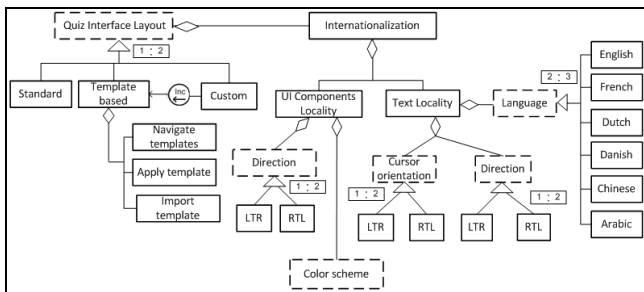 Quiz Interface Layout
Internationalization
1 : 2
English
Standard
Template
based
Inc
Custom
2 : 3
French
UI Components
Locality
Text Locality
Language
Dutch
Navigate
templates
Danish
Apply template
Direction
Cursor
orientation
Direction
Chinese
1 : 2
1 : 2
1 : 2
Import
template
LTR
RTL
LTR
RTL
LTR
RTL
Arabic
Color scheme